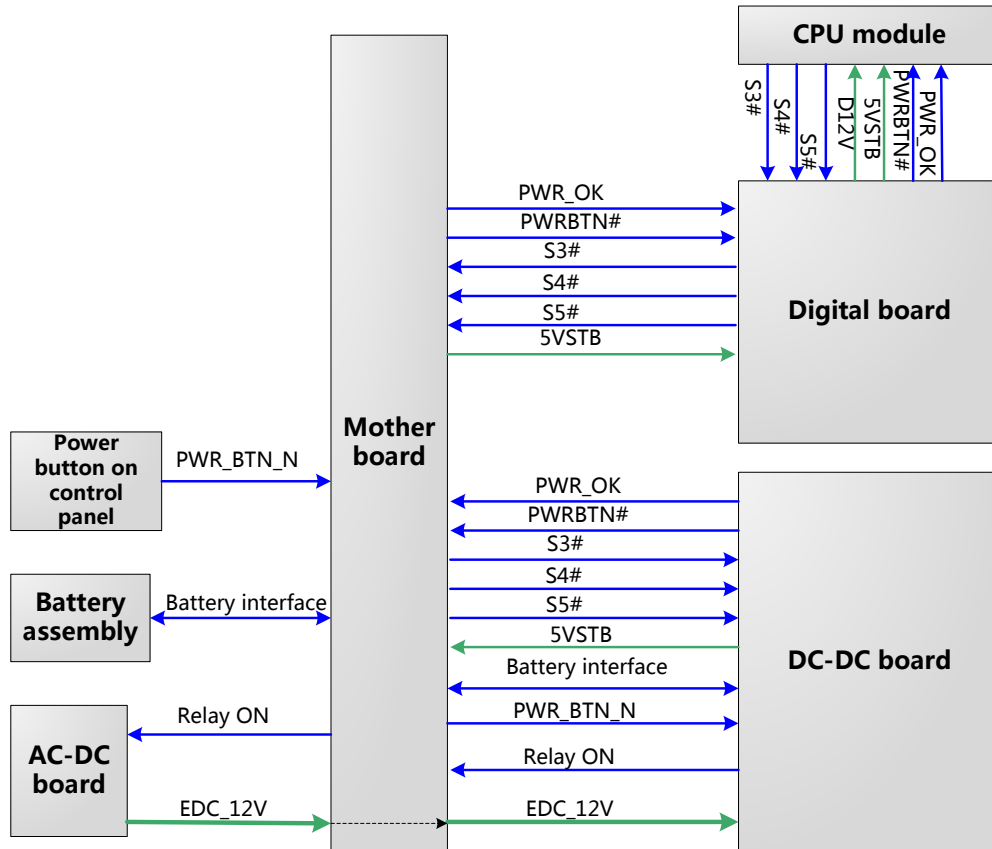 CPU module
S3#
S4#
S5#
D12V
5VSTB
PWRBTN#
PWR_OK
PWR_OK
PWRBTN#
S3#
S4#
S5#
5VSTB
Digital board
Mother
board
Power
button on
control
panel
PWR_BTN_N
Battery
assembly
Battery interface
AC-DC
board
Relay ON
EDC_12V
PWR_OK
PWRBTN#
S3#
S4#
S5#
5VSTB
Battery interface
PWR_BTN_N
Relay ON
EDC_12V
DC-DC board